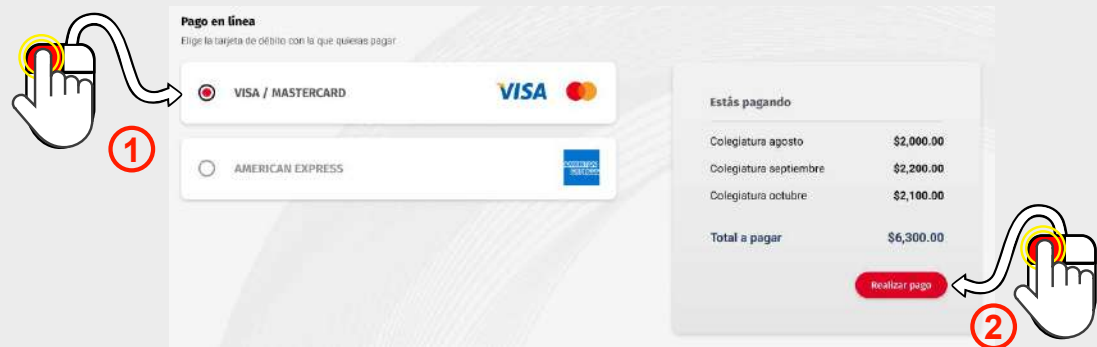 Pago en línea
Elige la tarjeta de débito con la que quieras pagar
VISA / MASTERCARD
VISA
AMERICAN EXPRESS
AMERICAN EXPRESS
1
Estás pagando
Colegiatura agosto $2,000.00
Colegiatura septiembre $2,200.00
Colegiatura octubre $2,100.00
Total a pagar $6,300.00
Realizar pago
2